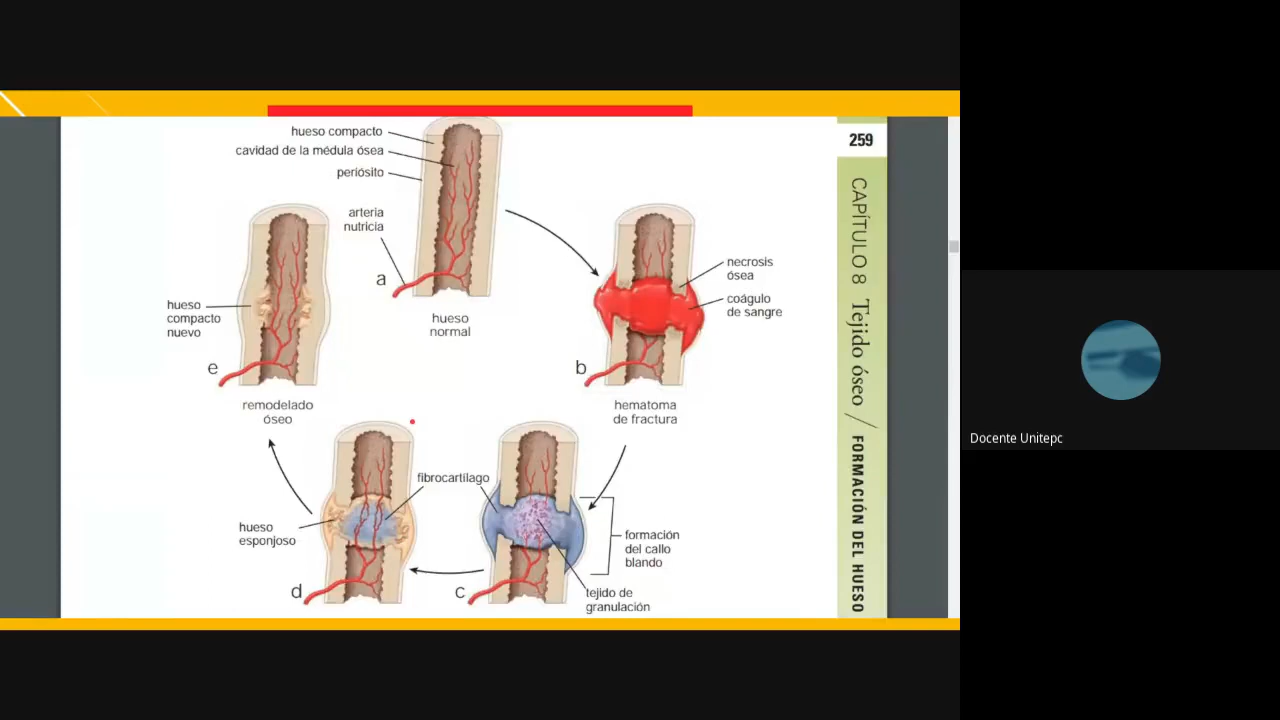 hueso compacto
cavidad de la médula ósea
periósito
arteria
nutricia
a
hueso
normal
necrosis
ósea
coágulo
de sangre
b
hematoma
de fractura
fibrocartílago
formación
del callo
blando
tejido de
granulación
c
hueso
esponjoso
d
hueso
compacto
nuevo
e
remodelado
óseo
259
CAPÍTULO 8 Tejido óseo / FORMACIÓN DEL HUESO
Docente Unitepc